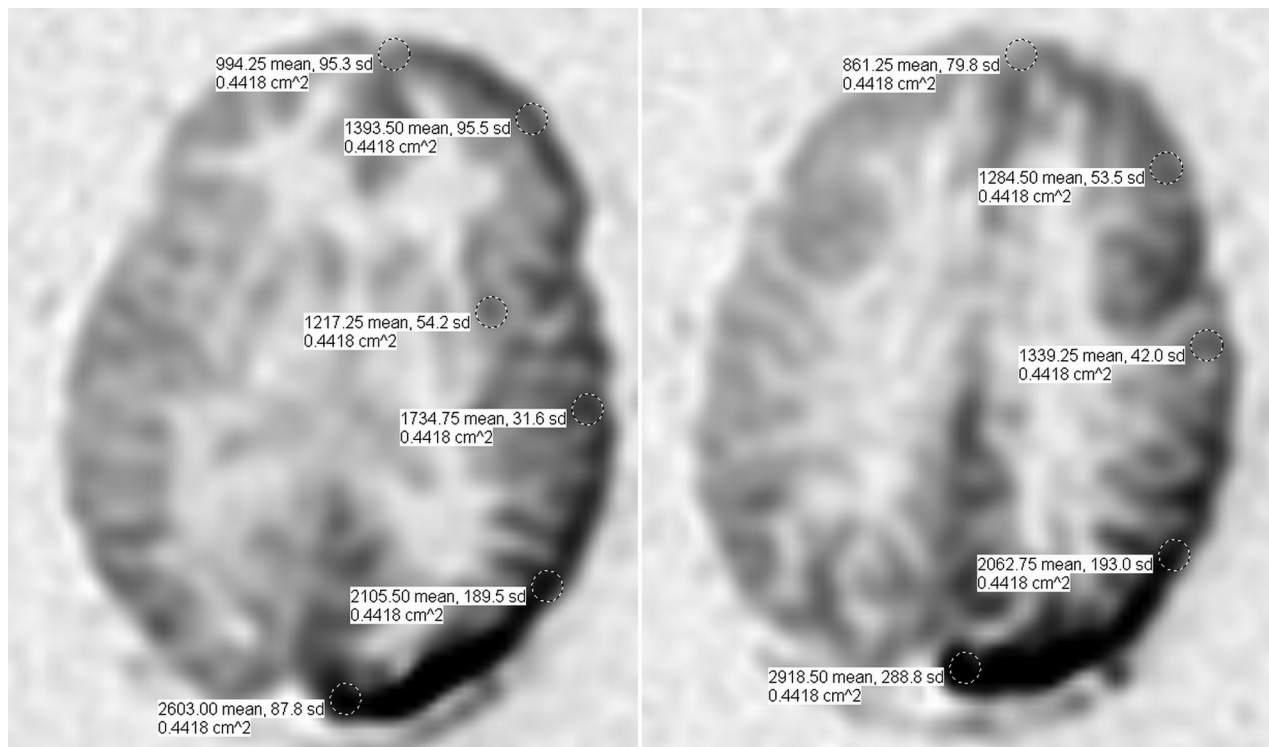 994.25 mean, 95.3 sd
0.4418 cm^2
1393.50 mean, 95.5 sd
0.4418 cm^2
1217.25 mean, 54.2 sd
0.4418 cm^2
1734.75 mean, 31.6 sd
0.4418 cm^2
2105.50 mean, 189.5 sd
0.4418 cm^2
2603.00 mean, 87.8 sd
0.4418 cm^2
861.25 mean, 79.8 sd
0.4418 cm^2
1284.50 mean, 53.5 sd
0.4418 cm^2
1339.25 mean, 42.0 sd
0.4418 cm^2
2062.75 mean, 193.0 sd
0.4418 cm^2
2918.50 mean, 288.8 sd
0.4418 cm^2